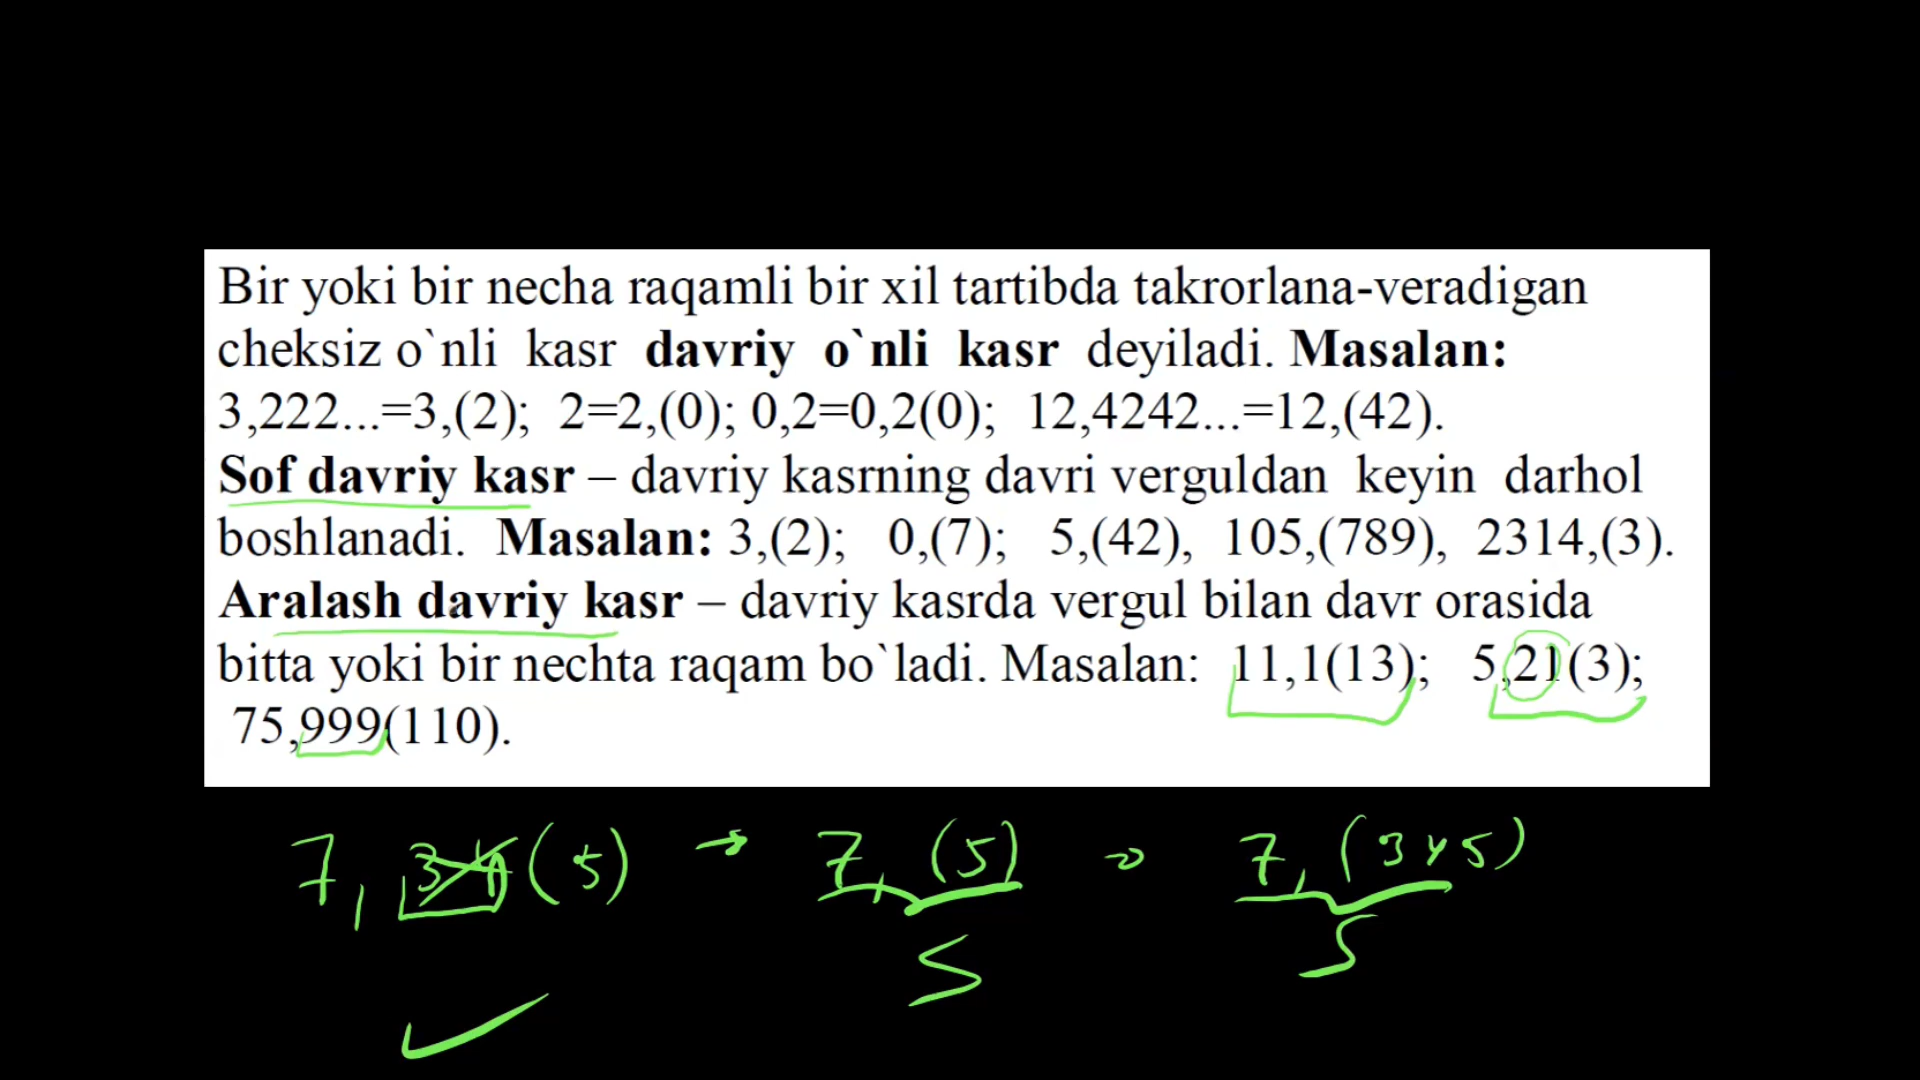 Bir yoki bir necha raqamli bir xil tartibda takrorlana-veradigan
cheksiz o`nli kasr davriy o`nli kasr deyiladi. Masalan:
3,222...=3,(2); 2=2,(0); 0,2=0,2(0); 12,4242...=12,(42).
Sof davriy kasr – davriy kasrning davri verguldan keyin darhol
boshlanadi. Masalan: 3,(2); 0,(7); 5,(42), 105,(789), 2314,(3).
Aralash davriy kasr – davriy kasrda vergul bilan davr orasida
bitta yoki bir nechta raqam bo`ladi. Masalan: 11,1(13); 5,21(3);
75,999(110).
7, 34(5) → 7, (5) 7, (345)
S S